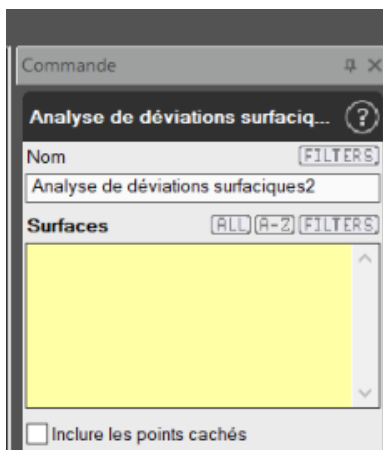 Commande
Analyse de déviations surfaciq... ?
Nom [FILTERS]
Analyse de déviations surfaciques2
Surfaces [ALL] [A-Z] [FILTERS]
Inclure les points cachés